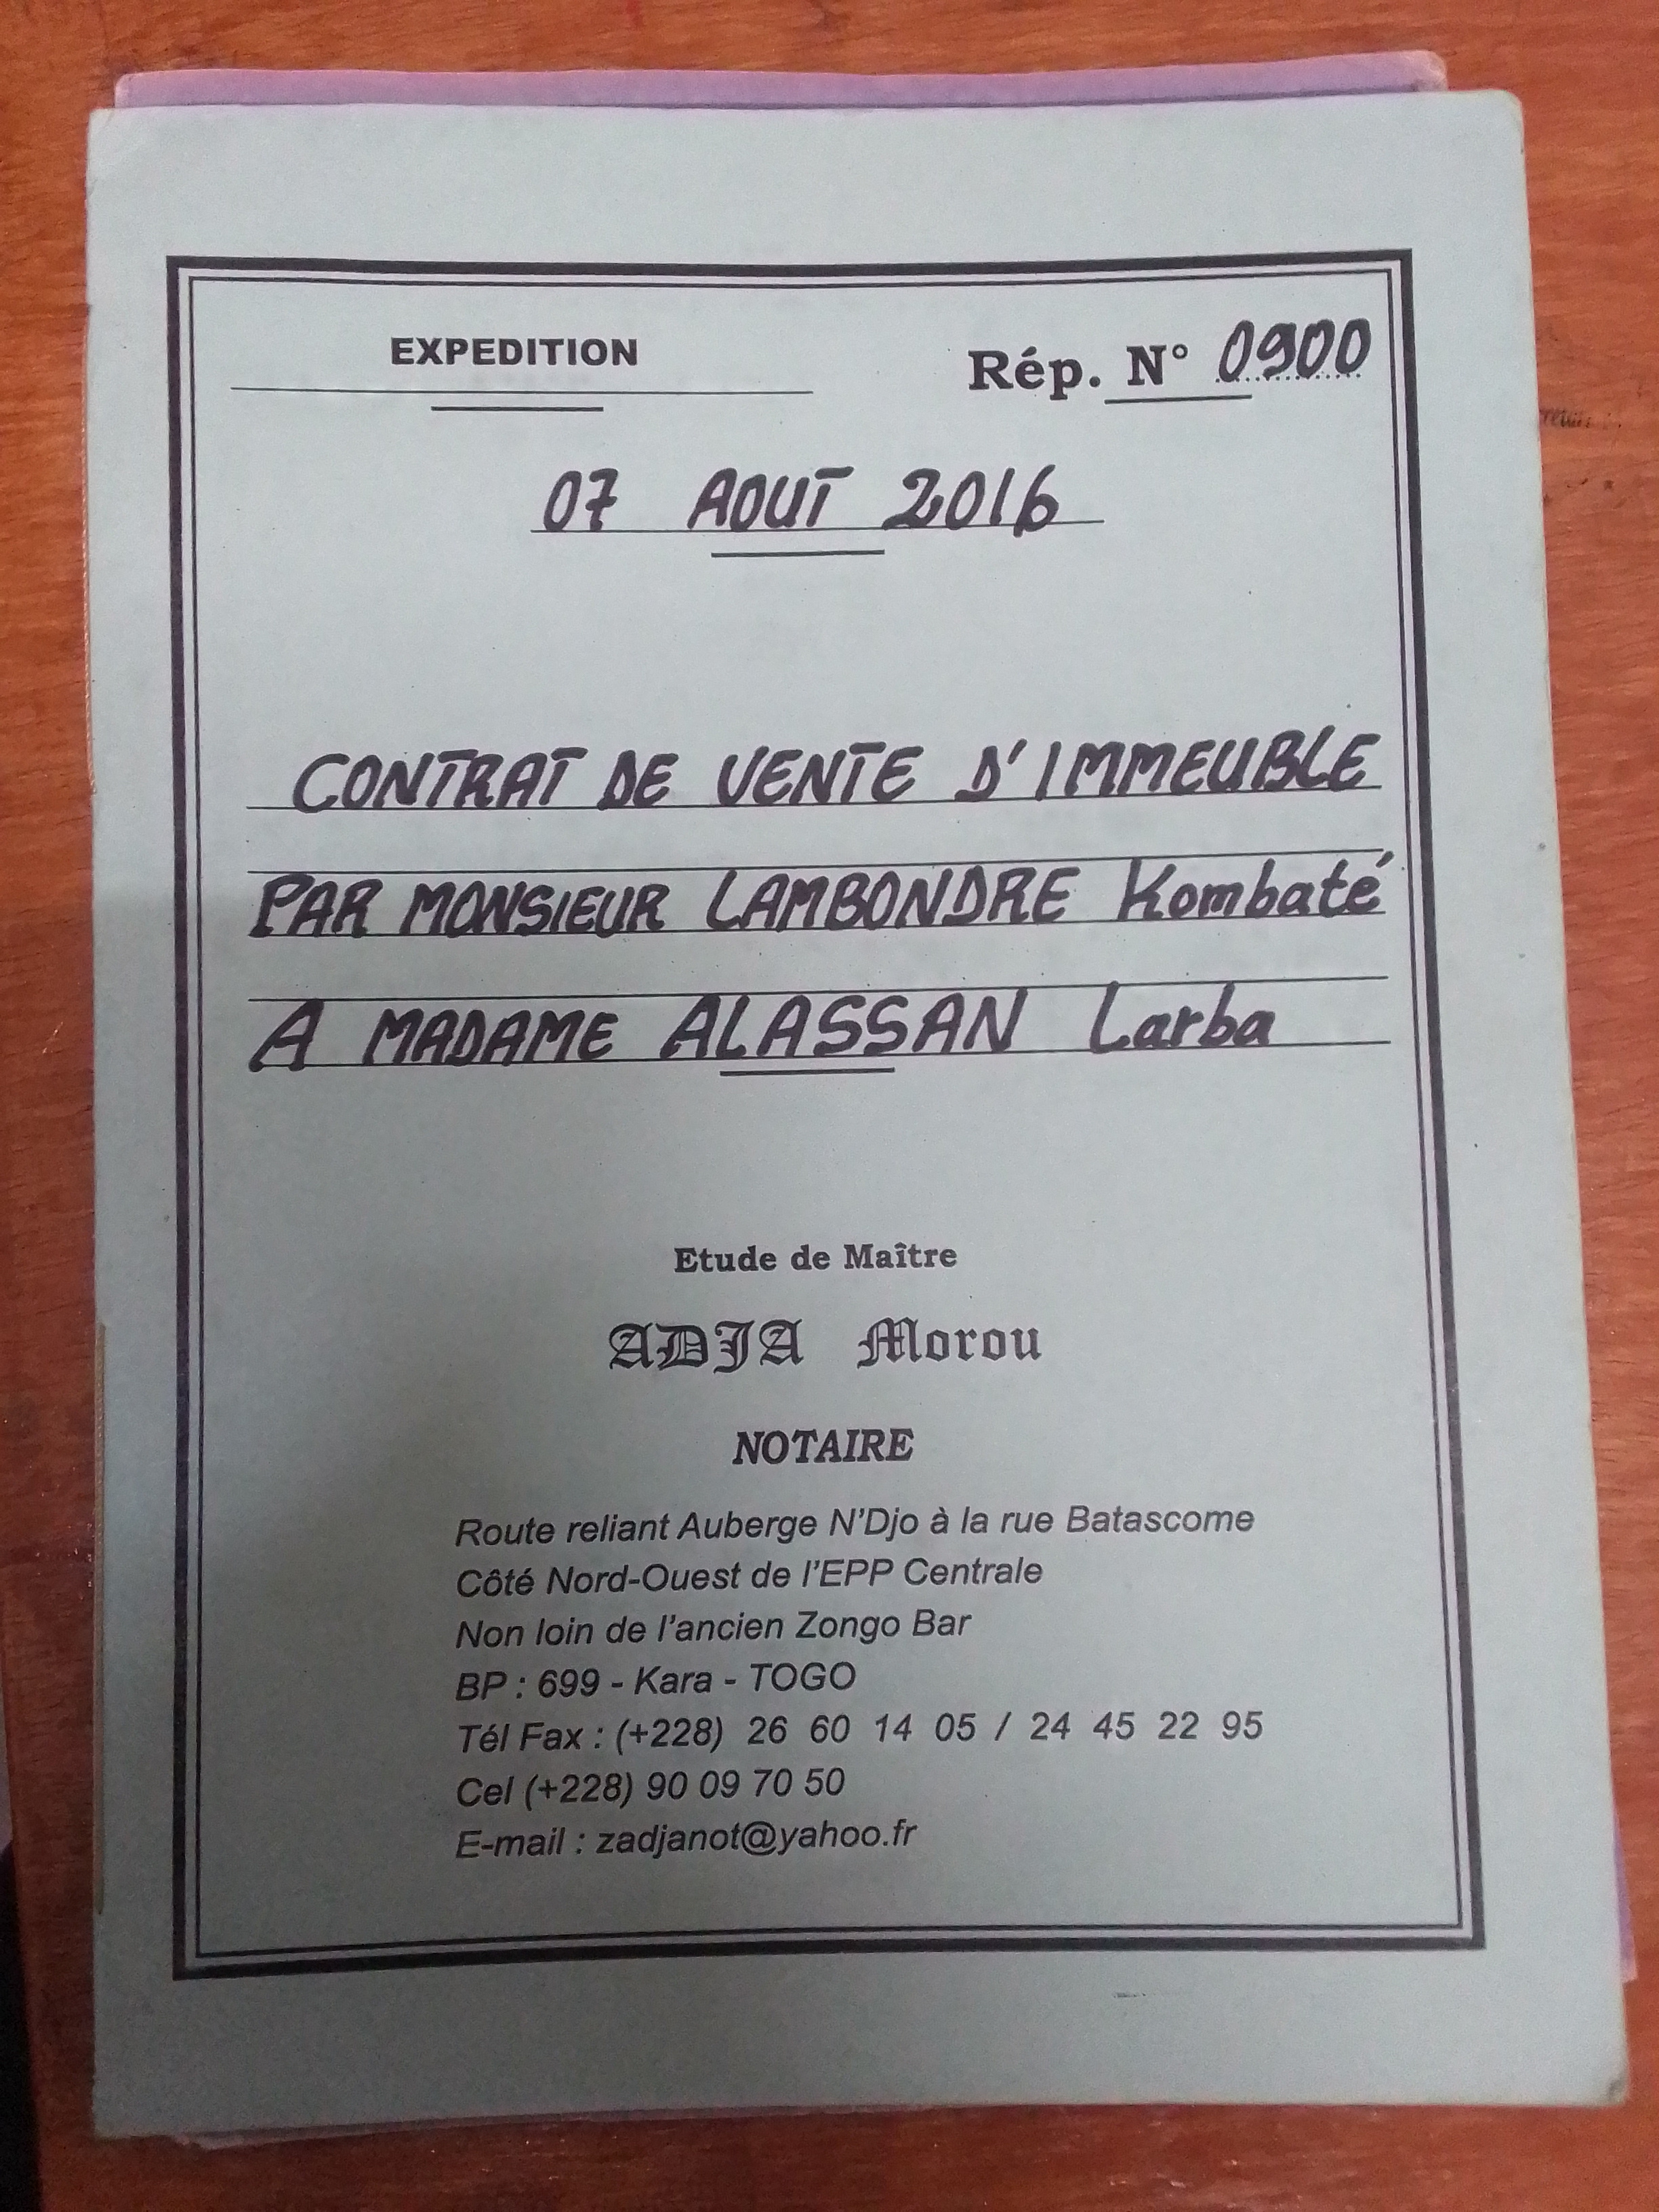 EXPEDITION
Rép. N° 0900
07 AOUT 2016
CONTRAT DE VENTE D'IMMEUBLE
PAR MONSIEUR LAMBONDRE Kombaté
A MADAME ALASSAN Larba
Etude de Maître
ADJA Morou
NOTAIRE
Route reliant Auberge N'Djo à la rue Batascome
Côté Nord-Ouest de l'EPP Centrale
Non loin de l'ancien Zongo Bar
BP : 699 - Kara - TOGO
Tél Fax : (+228) 26 60 14 05 / 24 45 22 95
Cel (+228) 90 09 70 50
E-mail : zadjanot@yahoo.fr